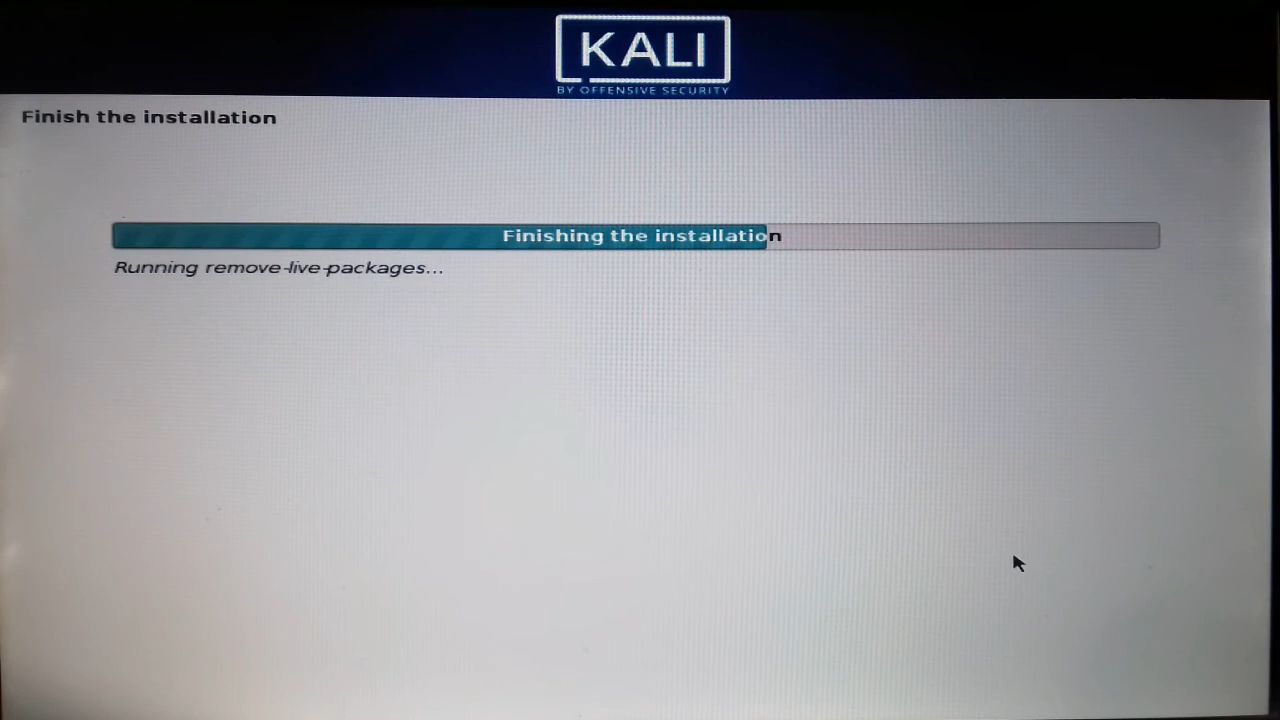 KALI
BY OFFENSIVE SECURITY
Finish the installation
Finishing the installation
Running remove-live-packages...